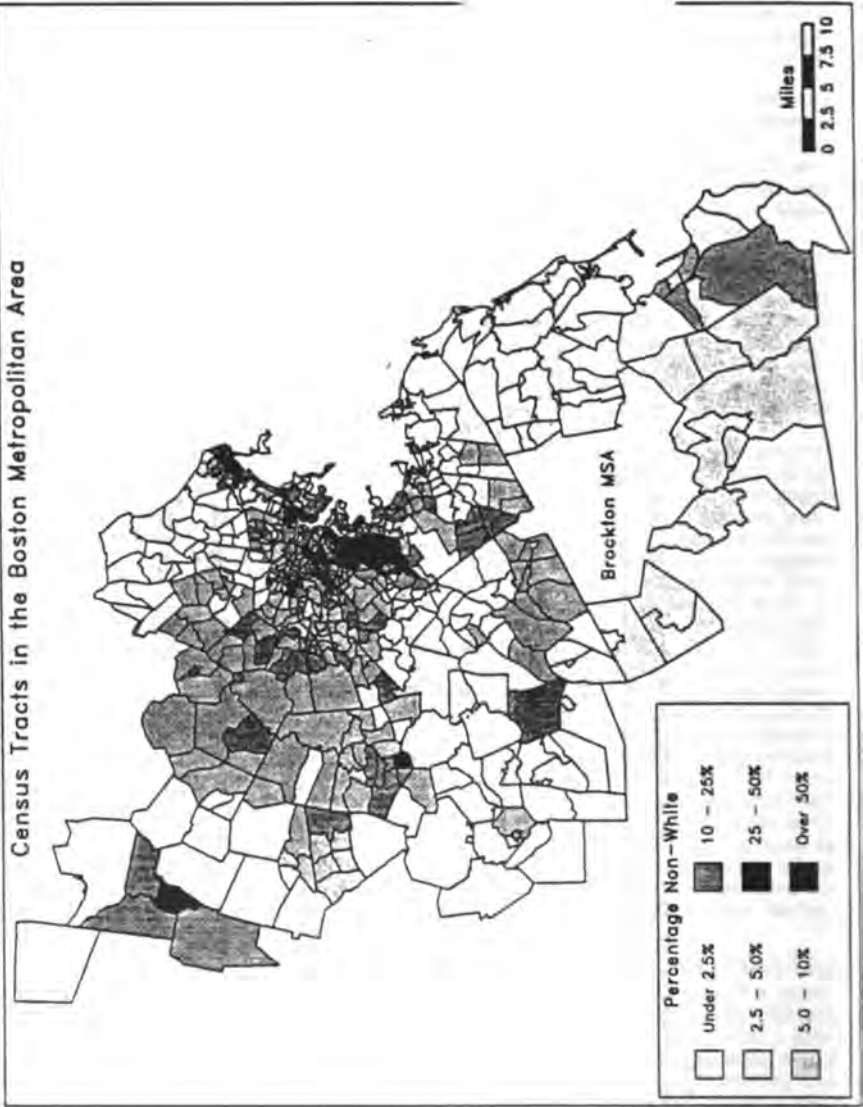 Census Tracts in the Boston Metropolitan Area
Brockton MSA
Miles
0 2.5 5 7.5 10
Percentage Non-White
Under 2.5%
2.5 - 5.0%
5.0 - 10%
10 - 25%
25 - 50%
Over 50%